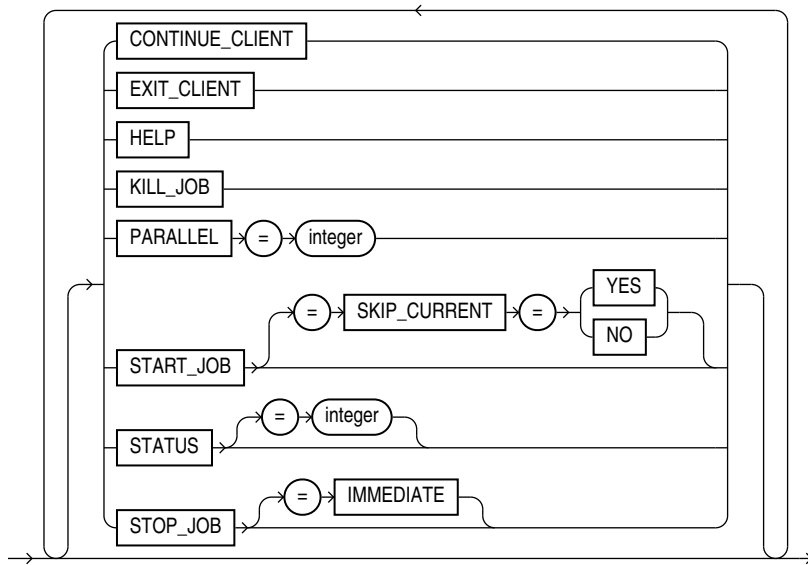 CONTINUE_CLIENT
EXIT_CLIENT
HELP
KILL_JOB
PARALLEL = integer
YES
= SKIP_CURRENT =
NO
START_JOB
= integer
STATUS
= IMMEDIATE
STOP_JOB